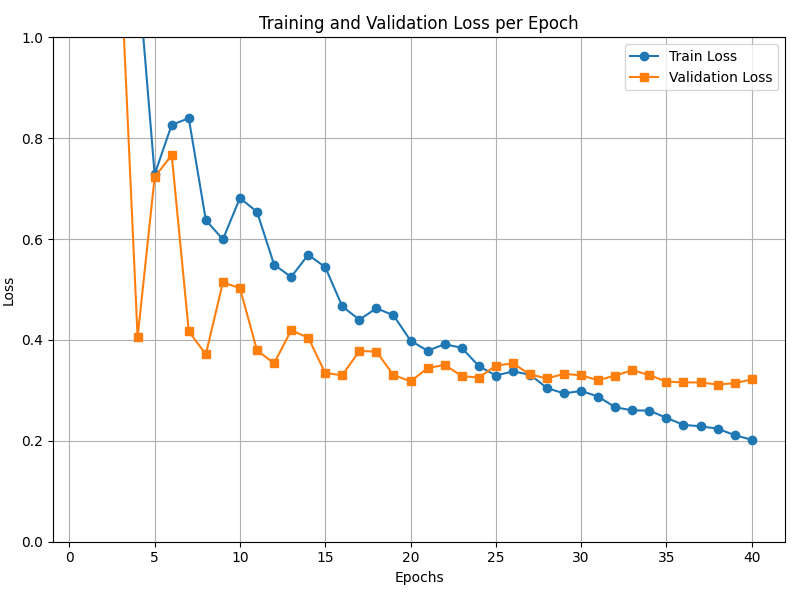 Training and Validation Loss per Epoch
Train Loss
Validation Loss
Loss
1.0
0.8
0.6
0.4
0.2
0.0
0 5 10 15 20 25 30 35 40
Epochs